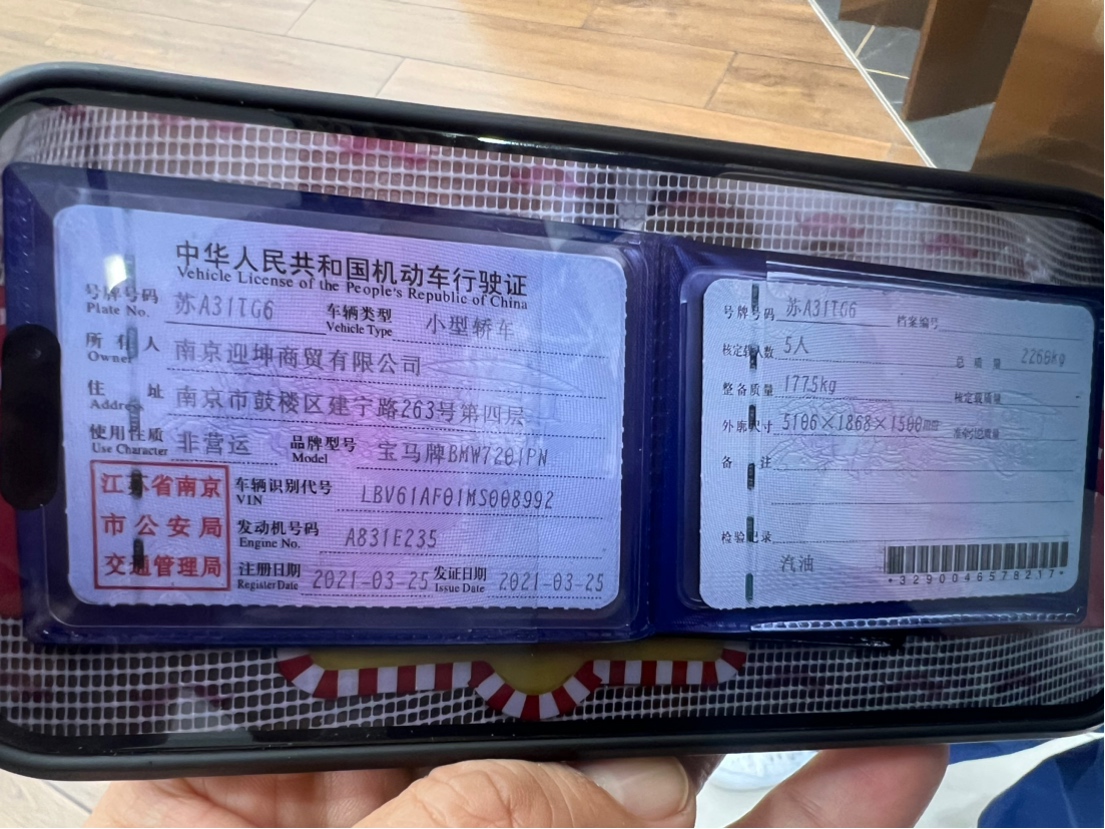 中华人民共和国机动车行驶证
Vehicle License of the People's Republic of China
号牌号码 苏A31TG6 车辆类型 小型轿车
Plate No. Vehicle Type
所有人 南京迎坤商贸有限公司
Owner
住址 南京市鼓楼区建宁路263号第四层
Address
使用性质 非营运 品牌型号 宝马牌BMW7201PN
Use Character Model
江苏省南京
市公安局
交通管理局
车辆识别代号 LBV61AF01MS008992
VIN
发动机号码 A831E235
Engine No.
注册日期 2021-03-25 发证日期 2021-03-25
Register Date Issue Date
号牌号码 苏A31TG6 档案编号
核定载人数 5人 总质量 2260kg
整备质量 1775kg 核定载质量
外廓尺寸 5106×1868×1500mm 准牵引总质量
备注
检验记录
汽油
*3290046578217*